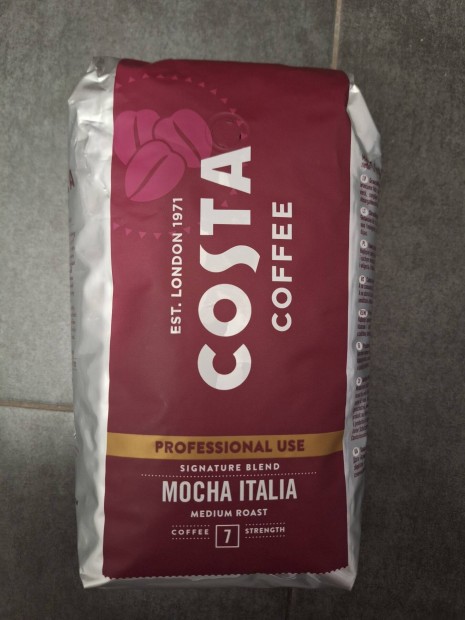 EST. LONDON 1971
COSTA
COFFEE
PROFESSIONAL USE
SIGNATURE BLEND
MOCHA ITALIA
MEDIUM ROAST
COFFEE 7 STRENGTH